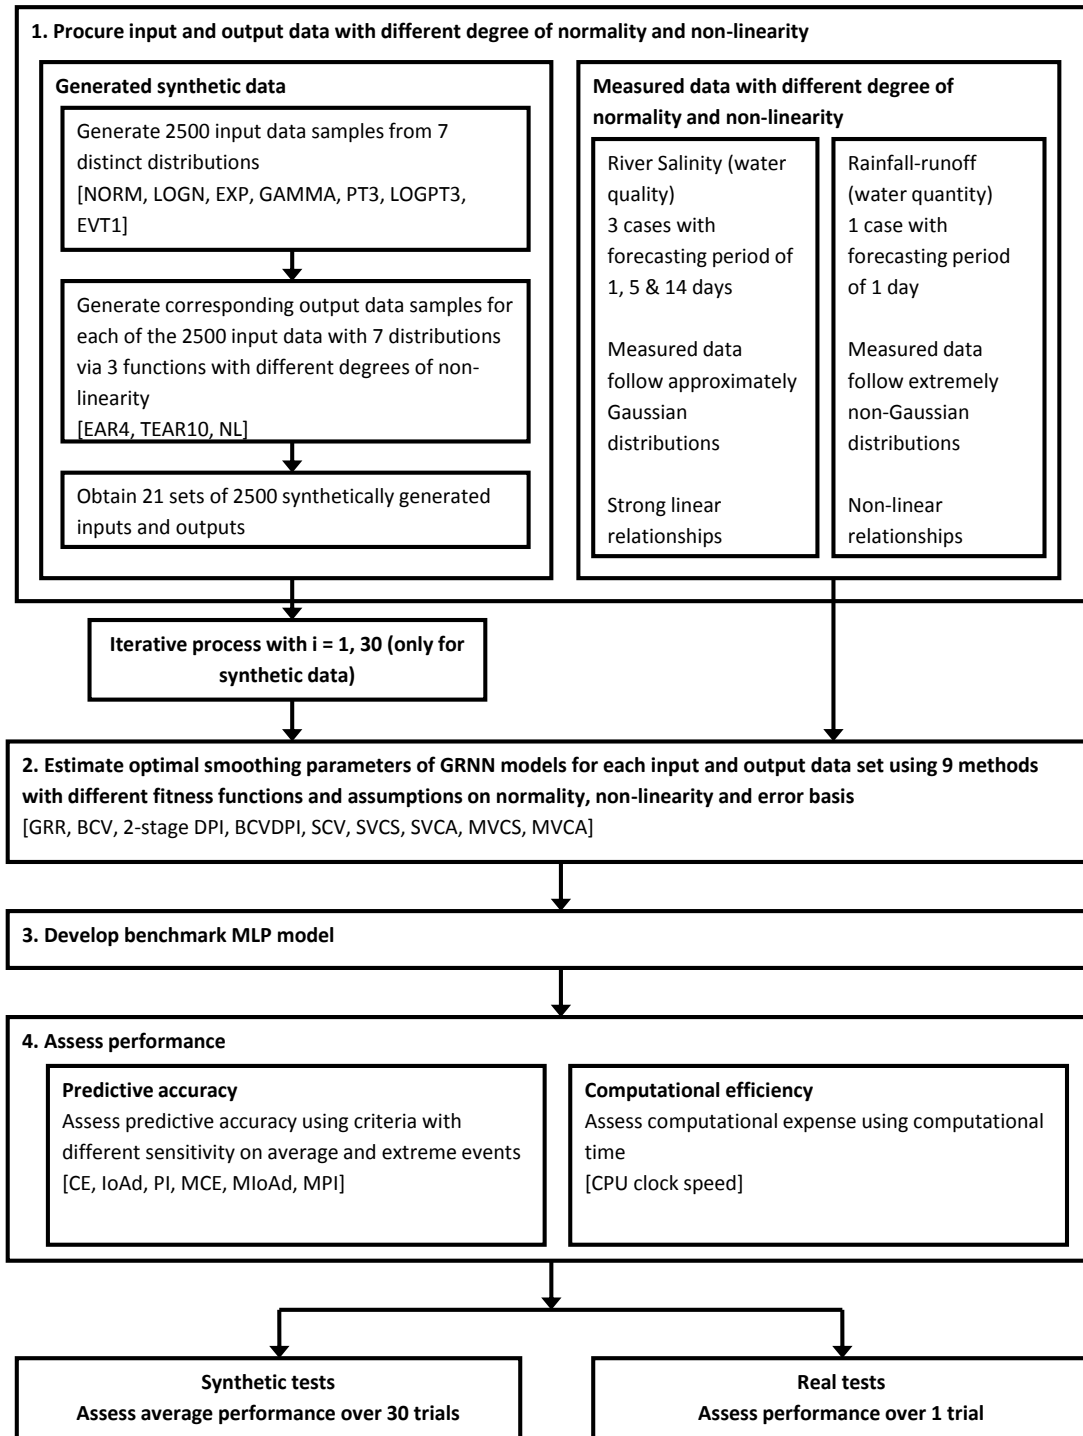 1. Procure input and output data with different degree of normality and non-linearity
Generated synthetic data
Generate 2500 input data samples from 7
distinct distributions
[NORM, LOGN, EXP, GAMMA, PT3, LOGPT3,
EVT1]
Generate corresponding output data samples for
each of the 2500 input data with 7 distributions
via 3 functions with different degrees of non-
linearity
[EAR4, TEAR10, NL]
Obtain 21 sets of 2500 synthetically generated
inputs and outputs
Measured data with different degree of
normality and non-linearity
River Salinity (water
quality)
3 cases with
forecasting period of
1, 5 & 14 days
Measured data
follow approximately
Gaussian
distributions
Strong linear
relationships
Rainfall-runoff
(water quantity)
1 case with
forecasting period
of 1 day
Measured data
follow extremely
non-Gaussian
distributions
Non-linear
relationships
Iterative process with i = 1, 30 (only for
synthetic data)
2. Estimate optimal smoothing parameters of GRNN models for each input and output data set using 9 methods
with different fitness functions and assumptions on normality, non-linearity and error basis
[GRR, BCV, 2-stage DPI, BCVDPI, SCV, SVCS, SVCA, MVCS, MVCA]
3. Develop benchmark MLP model
4. Assess performance
Predictive accuracy
Assess predictive accuracy using criteria with
different sensitivity on average and extreme events
[CE, IoAd, PI, MCE, MIoAd, MPI]
Computational efficiency
Assess computational expense using computational
time
[CPU clock speed]
Synthetic tests
Assess average performance over 30 trials
Real tests
Assess performance over 1 trial